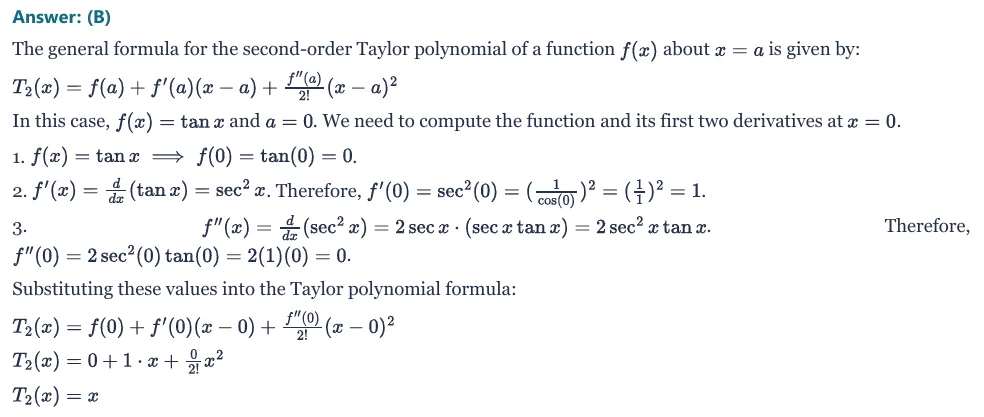 Answer: (B)
The general formula for the second-order Taylor polynomial of a function f(x) about x = a is given by:
T₂(x) = f(a) + f′(a)(x − a) + f″(a)/2! (x − a)²
In this case, f(x) = tan x and a = 0. We need to compute the function and its first two derivatives at x = 0.
1. f(x) = tan x ⟹ f(0) = tan(0) = 0.
2. f′(x) = d/dx (tan x) = sec² x. Therefore, f′(0) = sec²(0) = (1/cos(0))² = (1/1)² = 1.
3. f″(x) = d/dx (sec² x) = 2 sec x · (sec x tan x) = 2 sec² x tan x. Therefore,
f″(0) = 2 sec²(0) tan(0) = 2(1)(0) = 0.
Substituting these values into the Taylor polynomial formula:
T₂(x) = f(0) + f′(0)(x − 0) + f″(0)/2! (x − 0)²
T₂(x) = 0 + 1 · x + 0/2! x²
T₂(x) = x